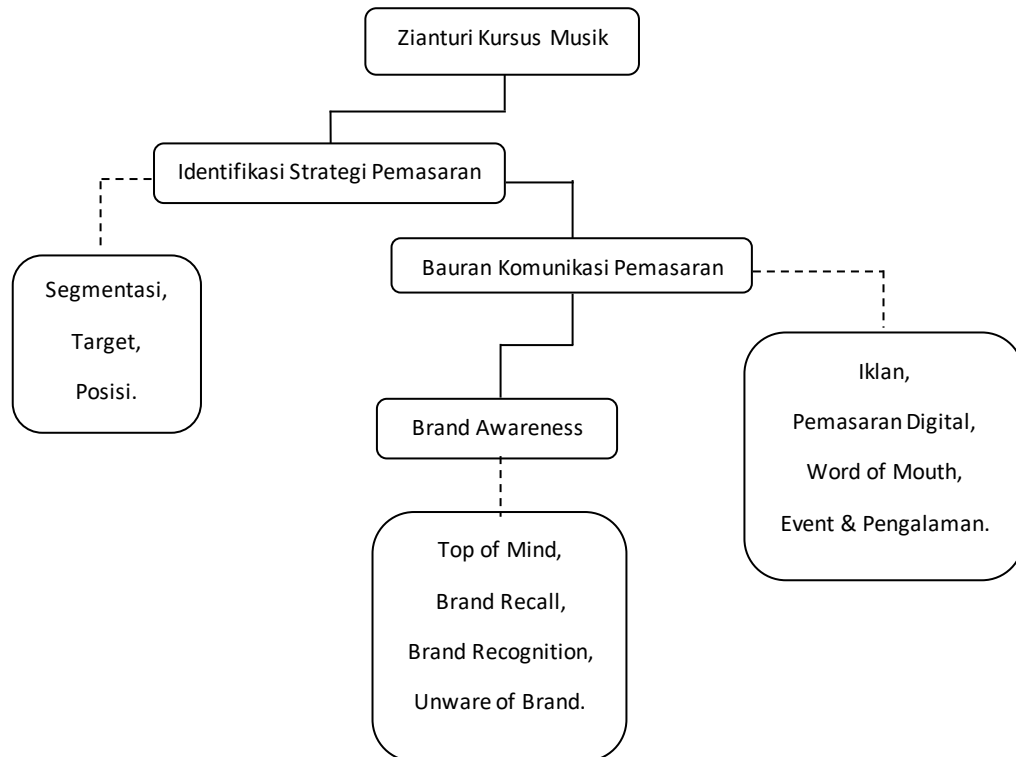 Zianturi Kursus Musik
Identifikasi Strategi Pemasaran
Bauran Komunikasi Pemasaran
Segmentasi,
Target,
Posisi.
Iklan,
Pemasaran Digital,
Word of Mouth,
Event & Pengalaman.
Brand Awareness
Top of Mind,
Brand Recall,
Brand Recognition,
Unware of Brand.